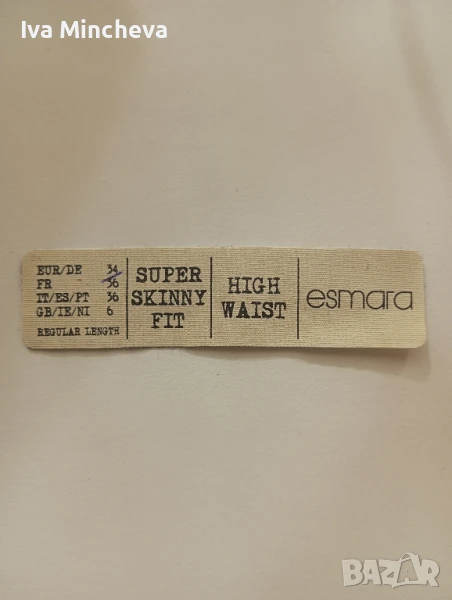 Iva Mincheva
EUR/DE 34
FR 36
IT/ES/PT 36
GB/IE/NI 6
REGULAR LENGTH
SUPER
SKINNY
FIT
HIGH
WAIST
esmara
BAZAR